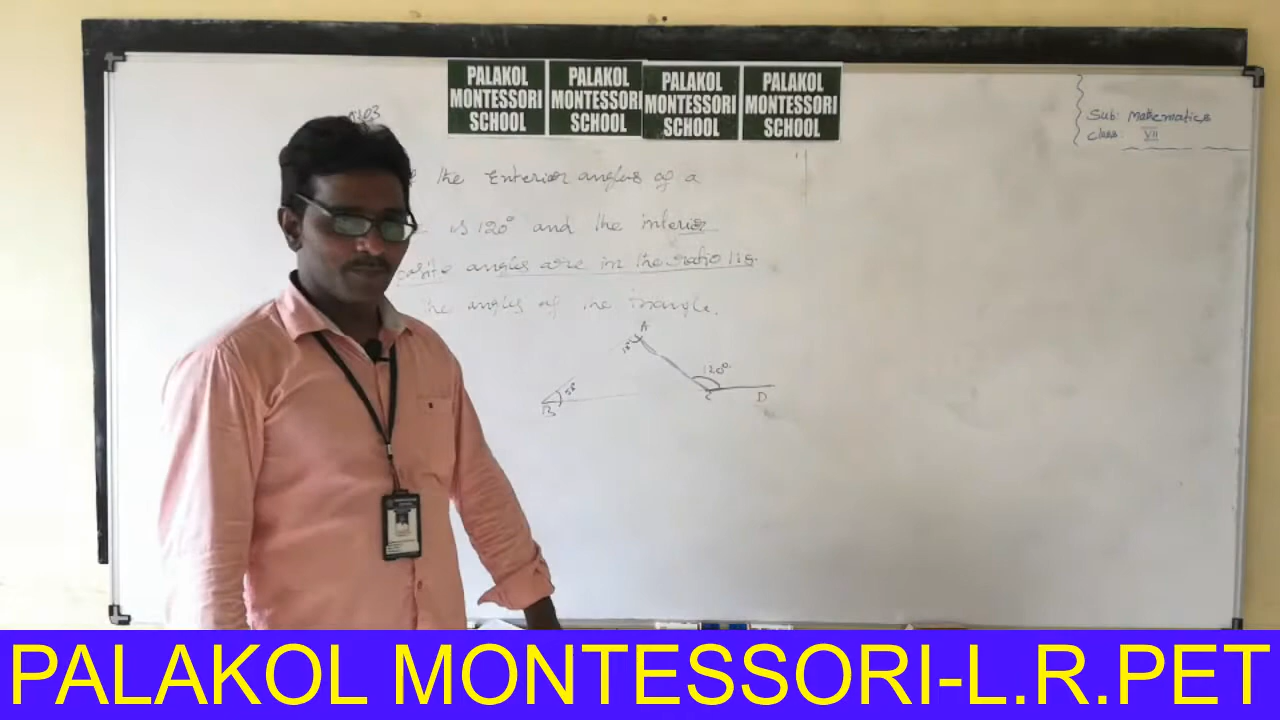 PALAKOL MONTESSORI SCHOOL
PALAKOL MONTESSORI SCHOOL
PALAKOL MONTESSORI SCHOOL
PALAKOL MONTESSORI SCHOOL
Sub: Mathematics
Class: VII
the Exterior angles of a
is 120° and the interior
angles are in the ratio 1:5.
the angles of the triangle.
A
120°
B
C
D
PALAKOL MONTESSORI-L.R.PET